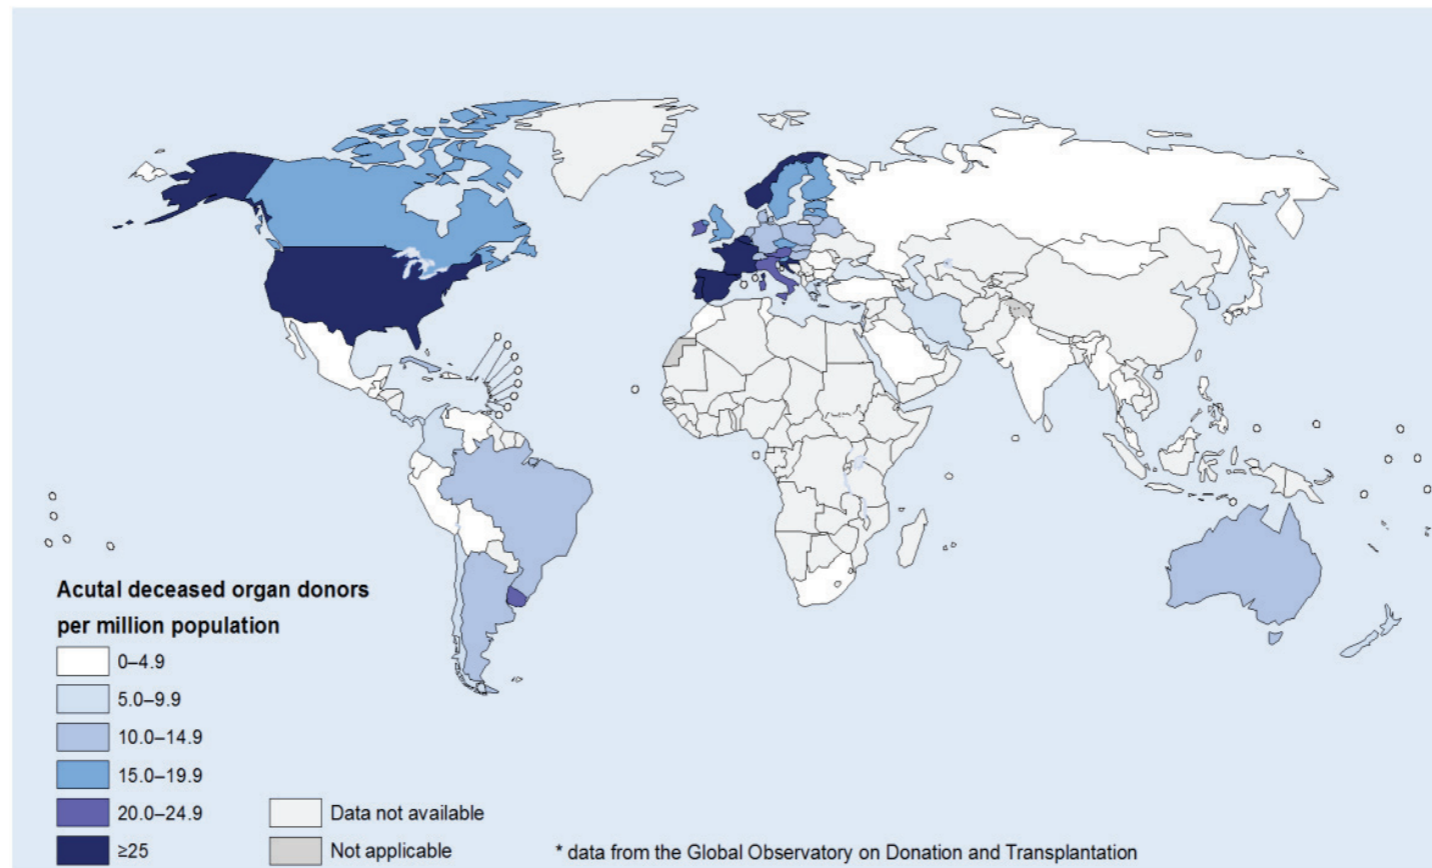 Acutal deceased organ donors
per million population
0–4.9
5.0–9.9
10.0–14.9
15.0–19.9
20.0–24.9
≥25
Data not available
Not applicable
* data from the Global Observatory on Donation and Transplantation